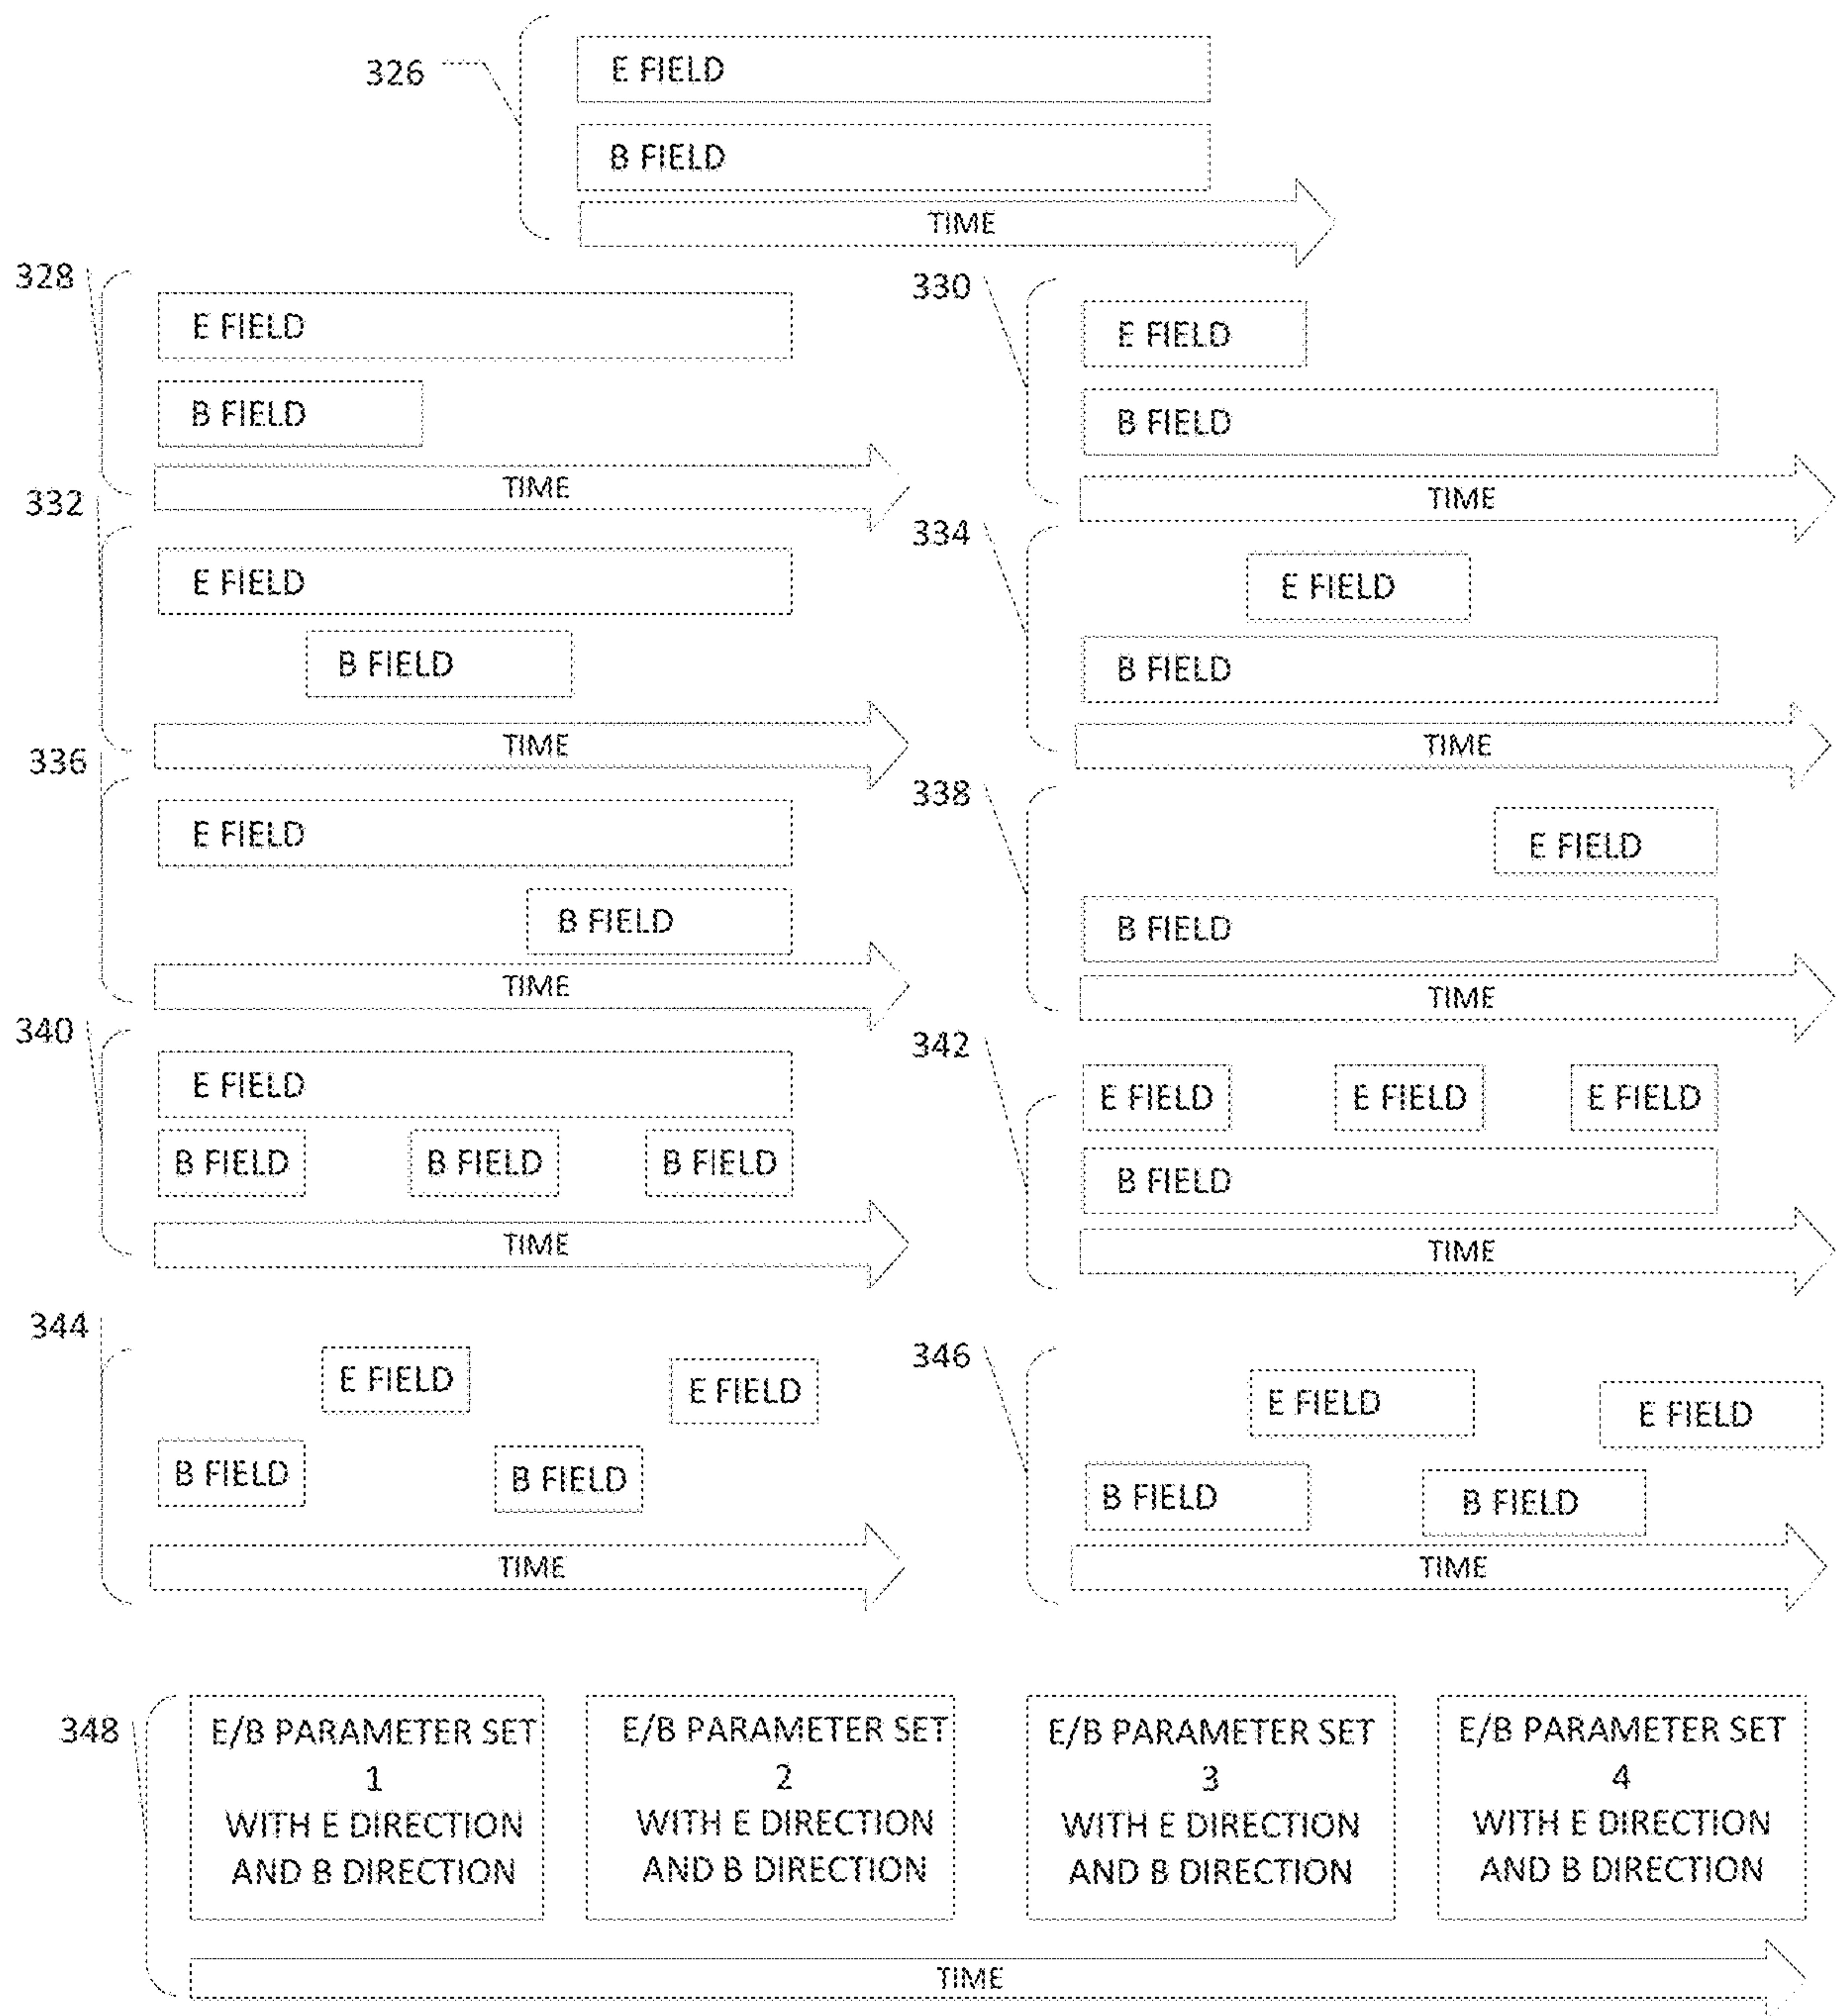 326
E FIELD
B FIELD
TIME
328
E FIELD
B FIELD
TIME
330
E FIELD
B FIELD
TIME
332
E FIELD
B FIELD
TIME
334
E FIELD
B FIELD
TIME
336
E FIELD
B FIELD
TIME
338
E FIELD
B FIELD
TIME
340
E FIELD
B FIELD B FIELD B FIELD
TIME
342
E FIELD E FIELD E FIELD
B FIELD
TIME
344
E FIELD E FIELD
B FIELD B FIELD
TIME
346
E FIELD E FIELD
B FIELD B FIELD
TIME
348
E/B PARAMETER SET
1
WITH E DIRECTION
AND B DIRECTION
E/B PARAMETER SET
2
WITH E DIRECTION
AND B DIRECTION
E/B PARAMETER SET
3
WITH E DIRECTION
AND B DIRECTION
E/B PARAMETER SET
4
WITH E DIRECTION
AND B DIRECTION
TIME